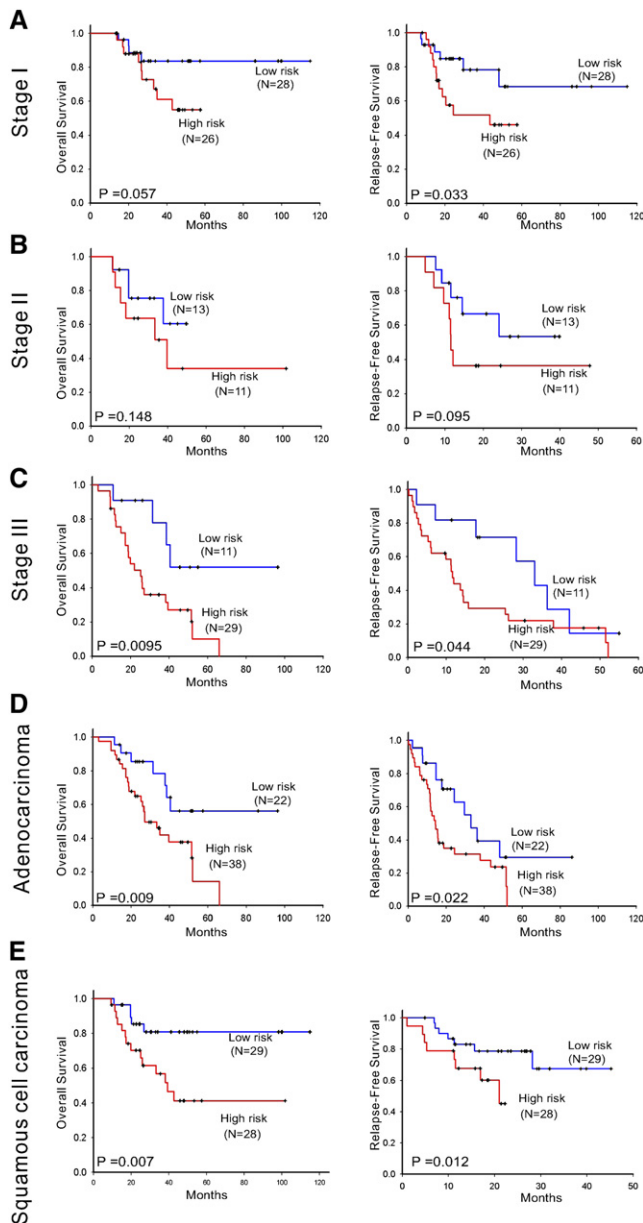 A
Stage I
Overall Survival
1.0
0.8
0.6
0.4
0.2
0.0
Low risk
(N=28)
High risk
(N=26)
P =0.057
0 20 40 60 80 100 120
Months
Relapse-Free Survival
1.0
0.8
0.6
0.4
0.2
0.0
Low risk
(N=28)
High risk
(N=26)
P =0.033
0 20 40 60 80 100 120
Months
B
Stage II
Overall Survival
1.0
0.8
0.6
0.4
0.2
0.0
Low risk
(N=13)
High risk
(N=11)
P =0.148
0 20 40 60 80 100 120
Months
Relapse-Free Survival
1.0
0.8
0.6
0.4
0.2
0.0
Low risk
(N=13)
High risk
(N=11)
P =0.095
0 10 20 30 40 50 60
Months
C
Stage III
Overall Survival
1.0
0.8
0.6
0.4
0.2
0.0
Low risk
(N=11)
High risk
(N=29)
P =0.0095
0 20 40 60 80 100 120
Months
Relapse-Free Survival
1.0
0.8
0.6
0.4
0.2
0.0
Low risk
(N=11)
High risk
(N=29)
P =0.044
0 10 20 30 40 50 60
Months
D
Adenocarcinoma
Overall Survival
1.0
0.8
0.6
0.4
0.2
0.0
Low risk
(N=22)
High risk
(N=38)
P =0.009
0 20 40 60 80 100 120
Months
Relapse-Free Survival
1.0
0.8
0.6
0.4
0.2
0.0
Low risk
(N=22)
High risk
(N=38)
P =0.022
0 20 40 60 80 100 120
Months
E
Squamous cell carcinoma
Overall Survival
1.0
0.8
0.6
0.4
0.2
0.0
Low risk
(N=29)
High risk
(N=28)
P =0.007
0 20 40 60 80 100 120
Months
Relapse-Free Survival
1.0
0.8
0.6
0.4
0.2
0.0
Low risk
(N=29)
High risk
(N=28)
P =0.012
0 10 20 30 40 50
Months